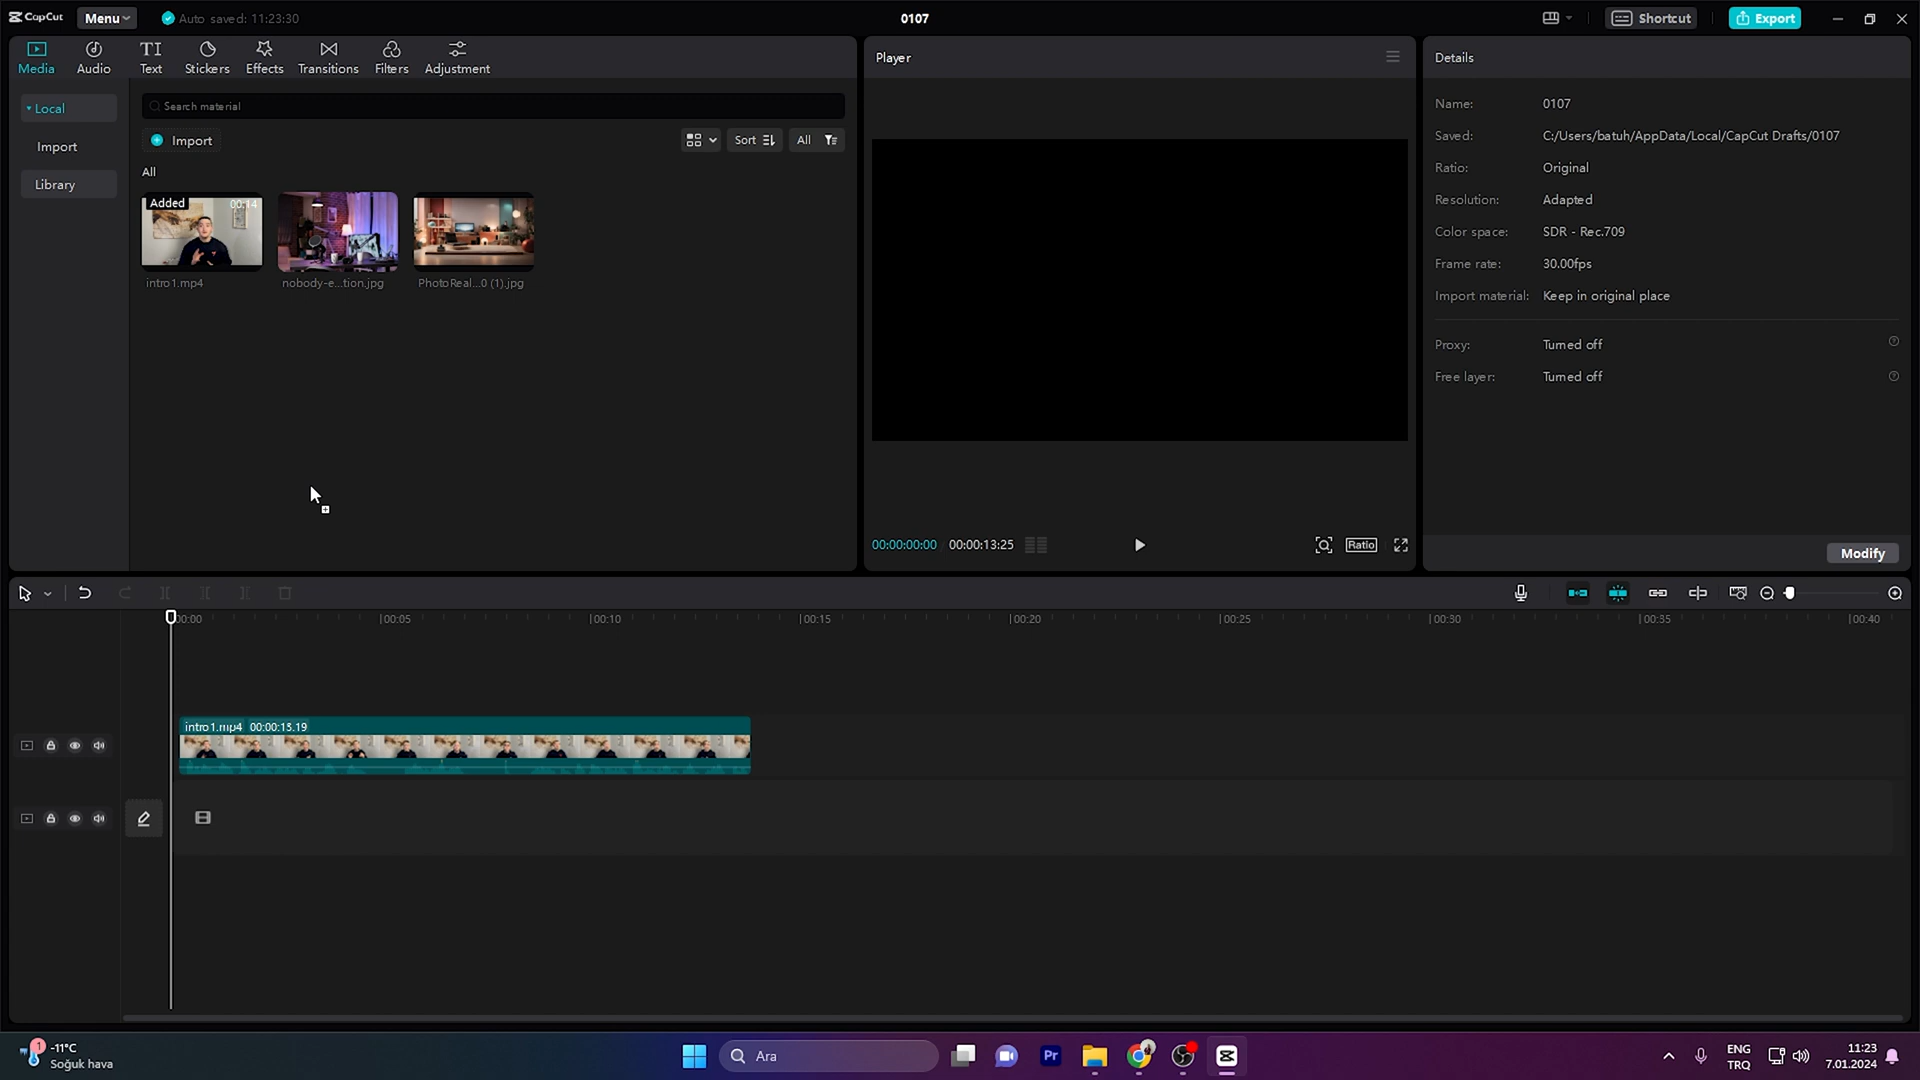 CapCut
Menu
Auto saved: 11:23:30
0107
Shortcut
Export
Media
Audio
Text
Stickers
Effects
Transitions
Filters
Adjustment
Local
Import
Library
Search material
Import
Sort
All
All
Added
00:14
intro1.mp4
nobody-e...tion.jpg
PhotoReal...0 (1).jpg
Player
00:00:00:00
00:00:13:25
Ratio
Details
Name: 0107
Saved: C:/Users/batuh/AppData/Local/CapCut Drafts/0107
Ratio: Original
Resolution: Adapted
Color space: SDR - Rec.709
Frame rate: 30.00fps
Import material: Keep in original place
Proxy: Turned off
Free layer: Turned off
Modify
00:00
00:05
00:10
00:15
00:20
00:25
00:30
00:35
00:40
intro1.mp4 00:00:13:19
1
-11°C
Soğuk hava
Ara
Pr
ENG
TRQ
11:23
7.01.2024